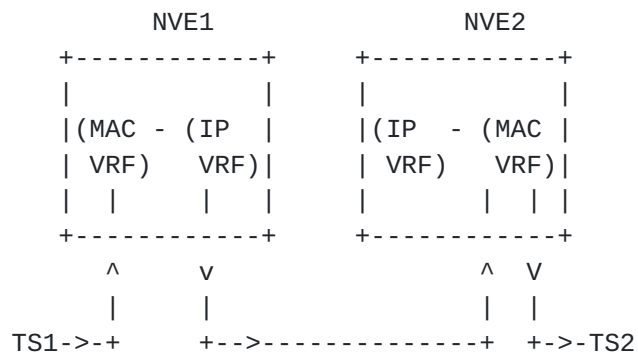 NVE1 NVE2
(MAC - (IP (IP - (MAC
VRF) VRF) VRF) VRF)
TS1->-+ +-->---------------+ +->-TS2